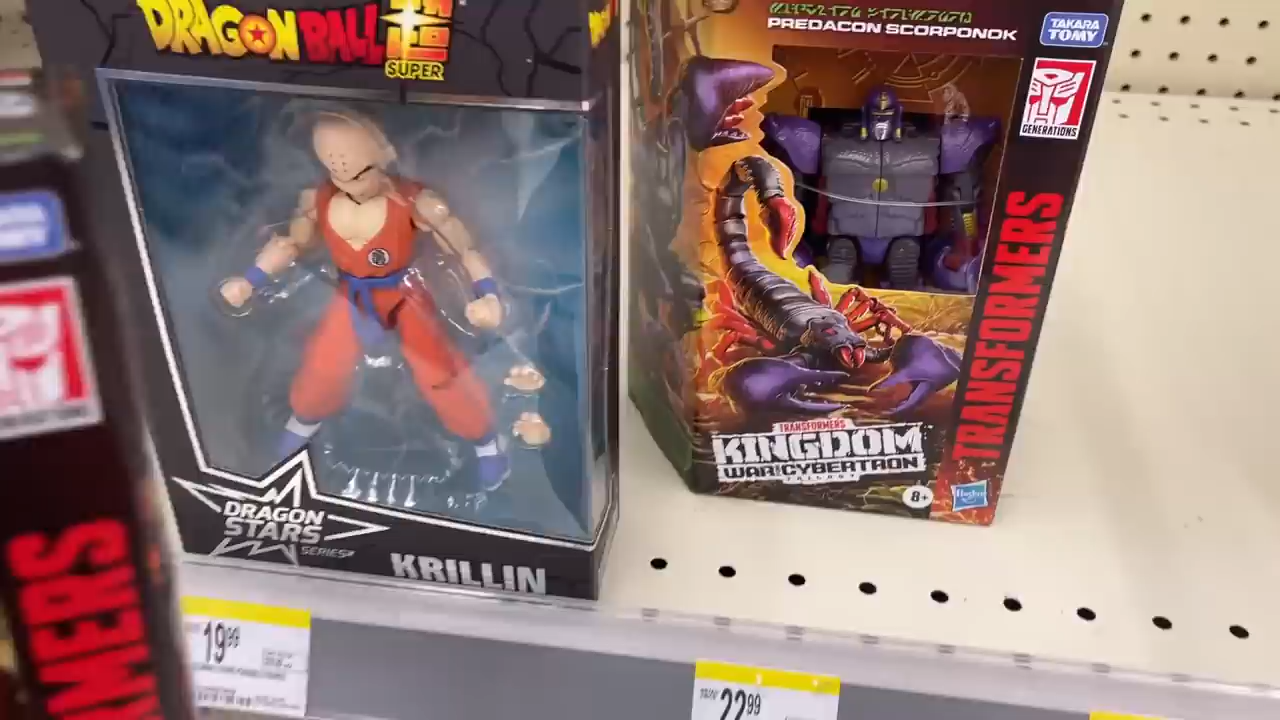 DRAGON BALL
SUPER
DRAGON
STARS
SERIES
KRILLIN
19.99
PREDACON SCORPONOK
TAKARA
TOMY
GENERATIONS
TRANSFORMERS
TRANSFORMERS
KINGDOM
WAR FOR CYBERTRON
TRILOGY
8+
Hasbro
22.99
MERS